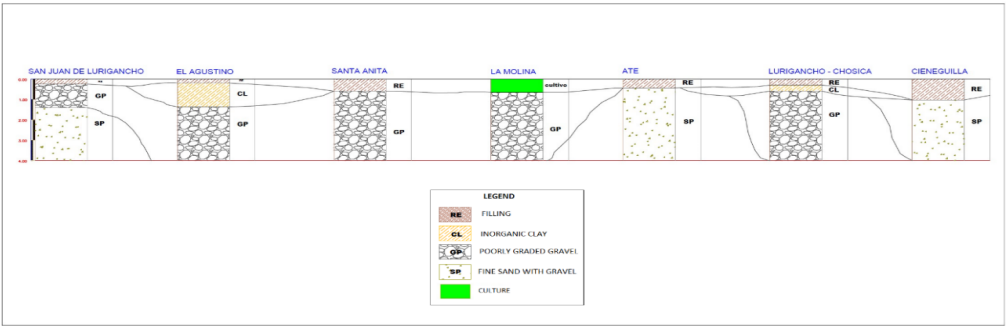 SAN JUAN DE LURIGANCHO EL AGUSTINO SANTA ANITA LA MOLINA ATE LURIGANCHO - CHOSICA CIENEGUILLA
0.00
1.00
2.00
3.00
4.00
GP
SP
CL
GP
RE
GP
cultivo
GP
RE
SP
RE
CL
GP
RE
SP
LEGEND
RE FILLING
CL INORGANIC CLAY
GP POORLY GRADED GRAVEL
SP FINE SAND WITH GRAVEL
CULTURE